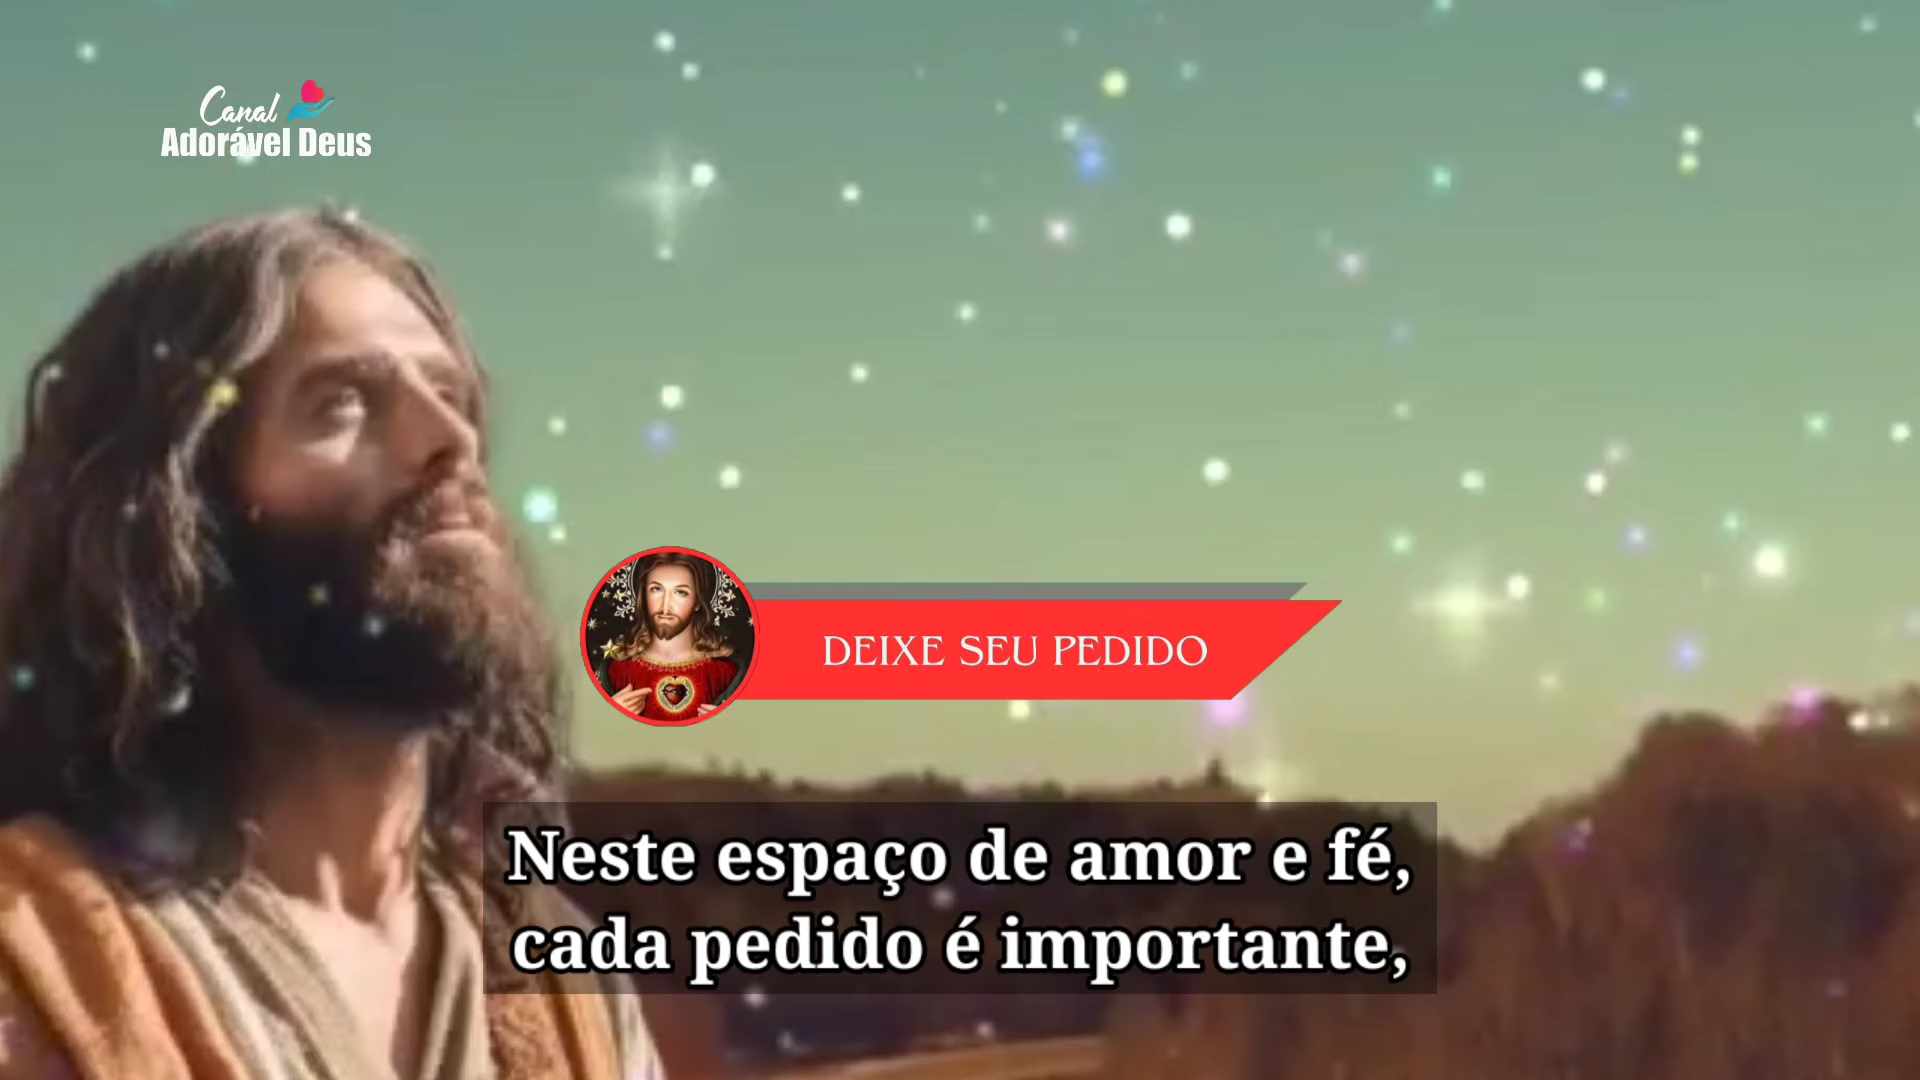 Canal
Adorável Deus
DEIXE SEU PEDIDO
Neste espaço de amor e fé,
cada pedido é importante,